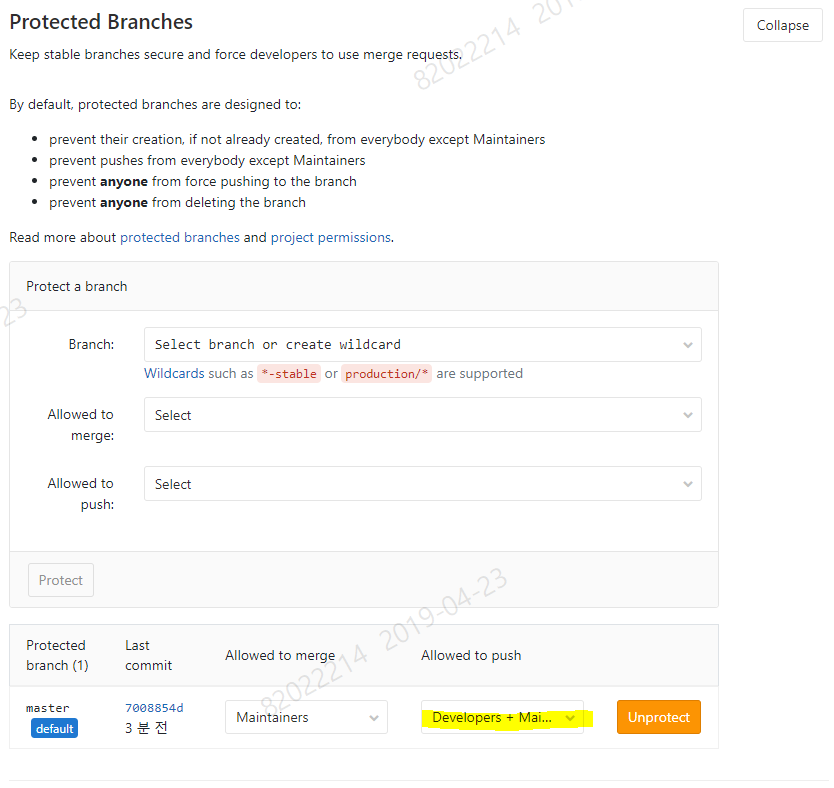 Protected Branches
Collapse
Keep stable branches secure and force developers to use merge requests.
82022214 201
By default, protected branches are designed to:
prevent their creation, if not already created, from everybody except Maintainers
prevent pushes from everybody except Maintainers
prevent anyone from force pushing to the branch
prevent anyone from deleting the branch
Read more about protected branches and project permissions.
23
Protect a branch
Branch:
Select branch or create wildcard
Wildcards such as *-stable or production/* are supported
Allowed to
merge:
Select
Allowed to
push:
Select
Protect
82022214 2019-04-23
Protected
branch (1)
Last
commit
Allowed to merge
Allowed to push
master
default
7008854d
3 분 전
Maintainers
Developers + Mai...
Unprotect